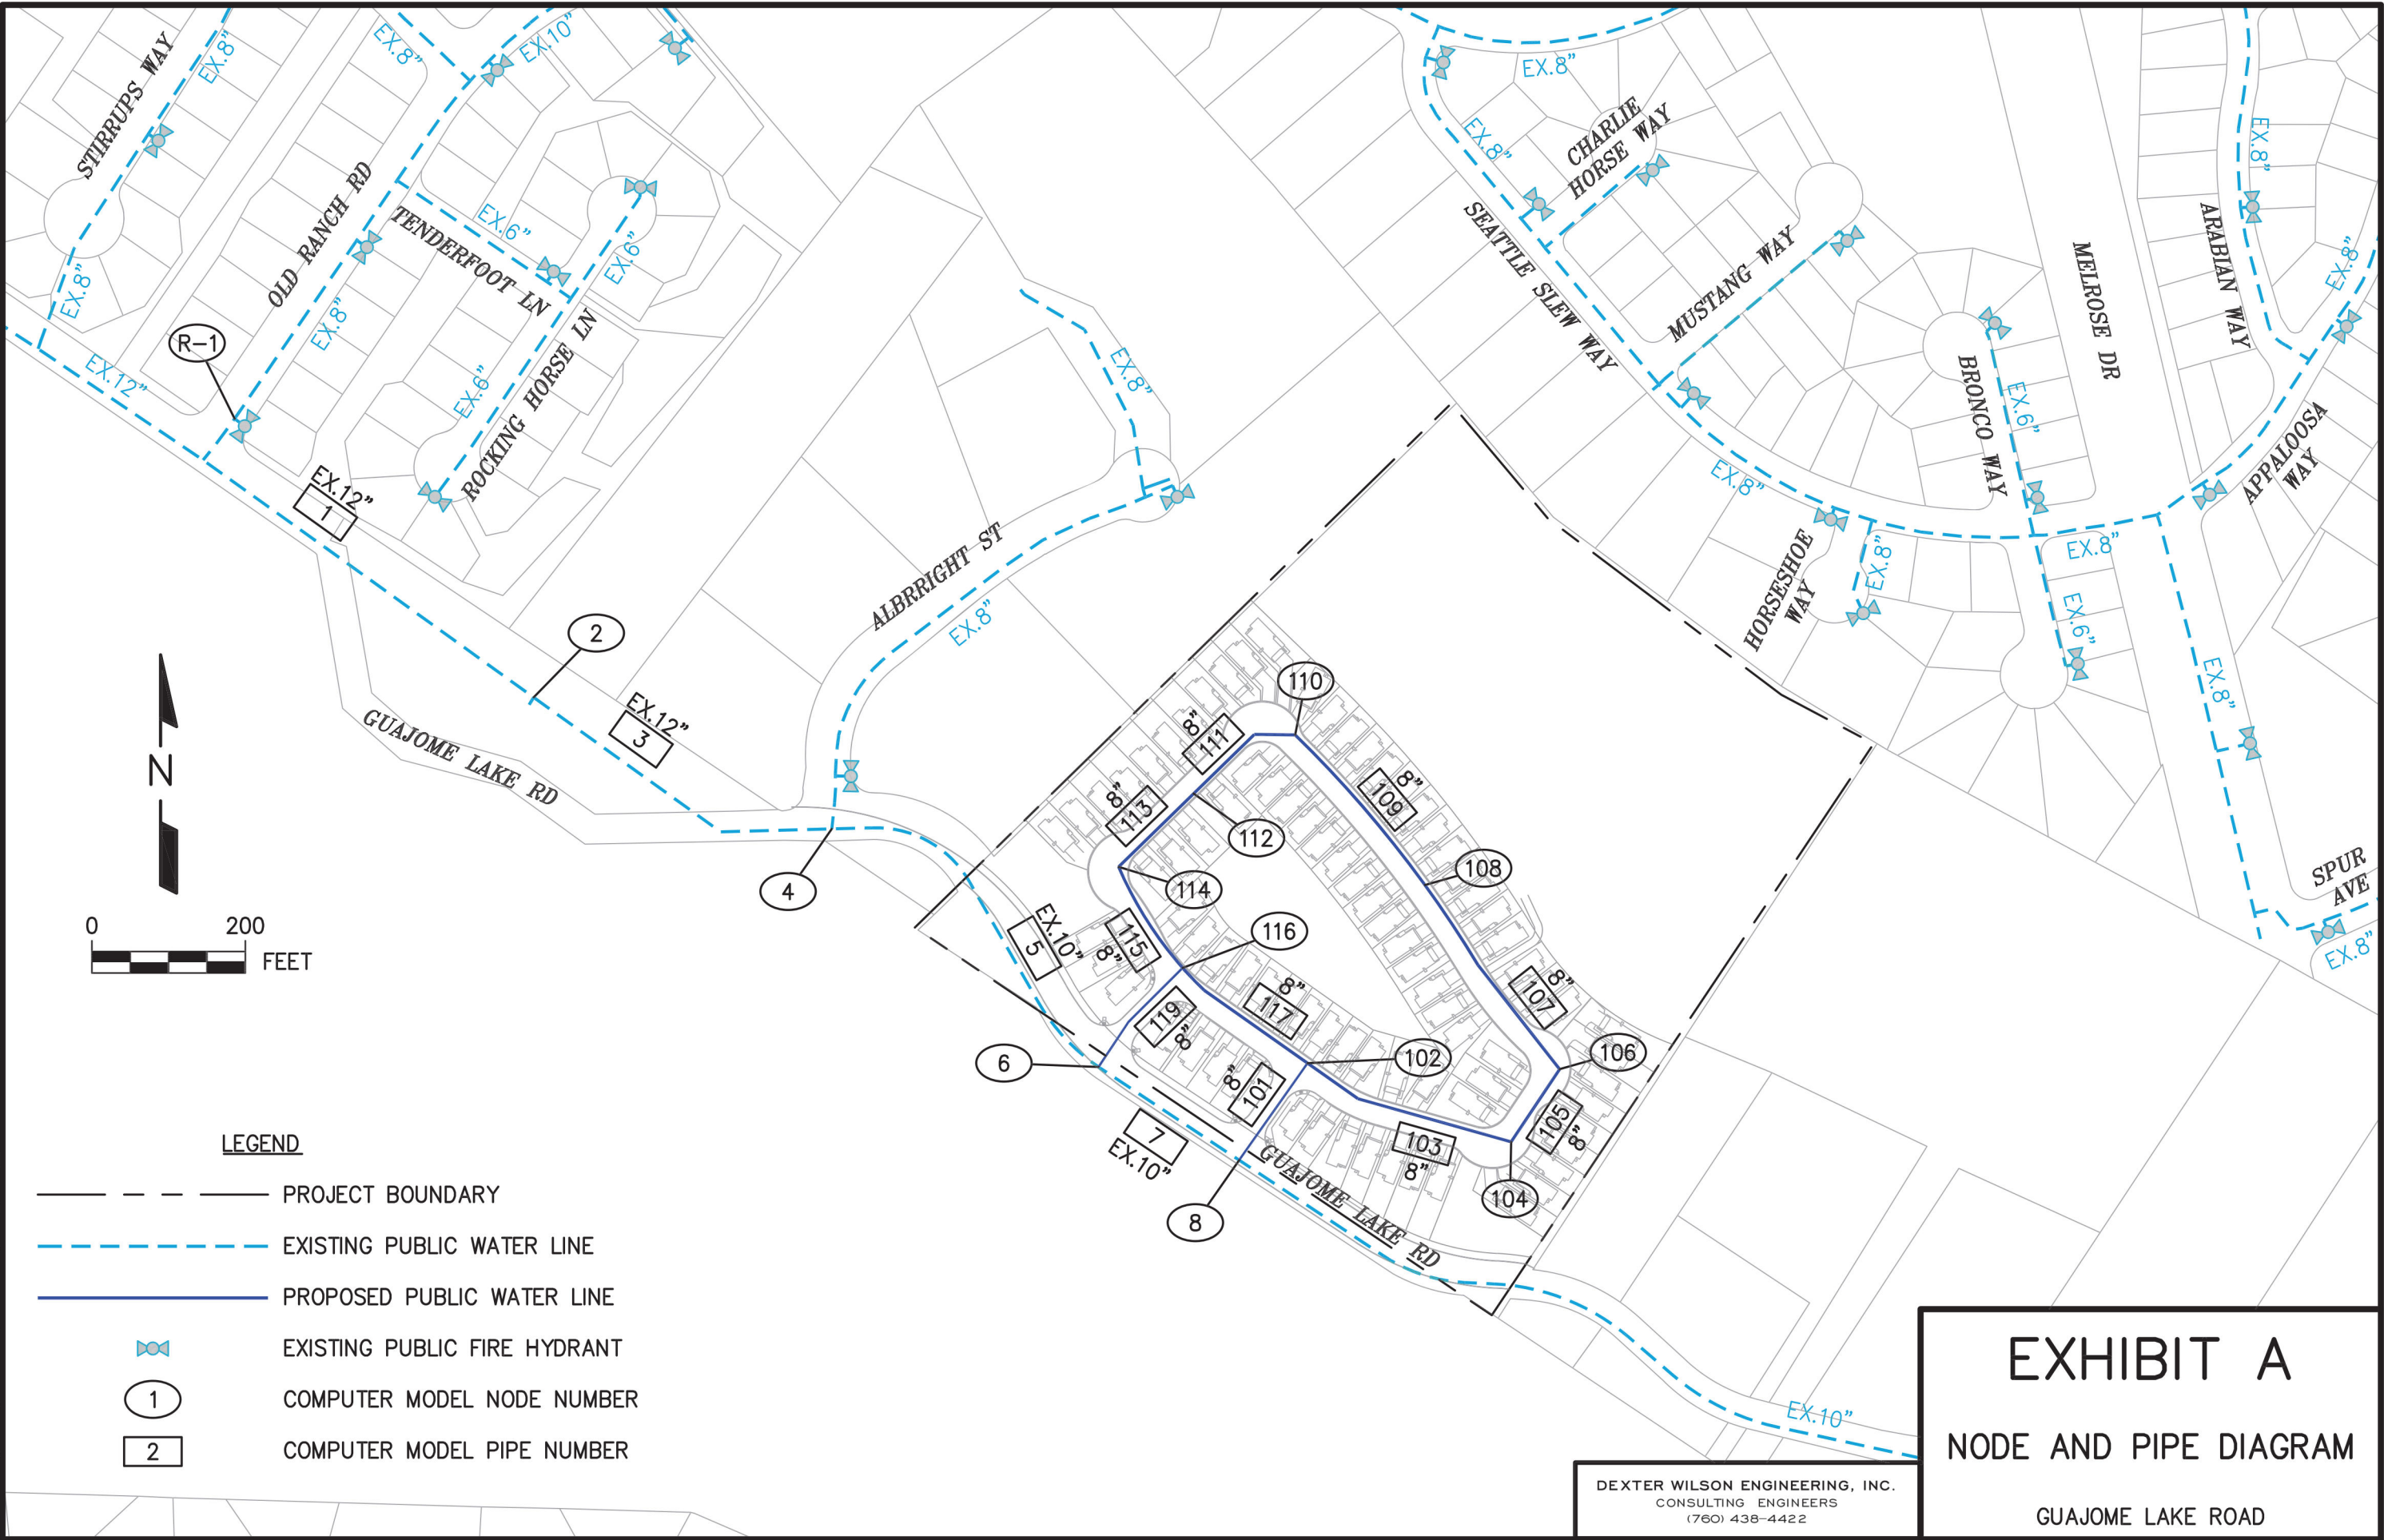 STIRRUPS WAY
EX.8"
EX.8"
EX.10"
OLD RANCH RD
TENDERFOOT LN
EX.6"
EX.6"
EX.8"
EX.8"
R-1
EX.12"
EX.6"
ROCKING HORSE LN
EX.12"
1
2
EX.12"
3
GUAJOME LAKE RD
ALBRRIGHT ST
EX.8"
EX.8"
4
EX.8"
EX.8"
CHARLIE
HORSE WAY
SEATTLE SLEW WAY
MUSTANG WAY
MELROSE DR
ARABIAN WAY
EX.8"
EX.8"
BRONCO WAY
EX.6"
APPALOOSA
WAY
EX.8"
HORSESHOE
WAY
EX.8"
EX.8"
EX.6"
EX.8"
SPUR
AVE
EX.8"
110
8"
111
8"
109
8"
113
112
108
114
EX.10"
5
115
8"
116
8"
117
8"
107
119
8"
6
102
106
8"
101
7
EX.10"
103
8"
105
8"
104
8
GUAJOME LAKE RD
EX.10"
N
0 200
FEET
LEGEND
PROJECT BOUNDARY
EXISTING PUBLIC WATER LINE
PROPOSED PUBLIC WATER LINE
EXISTING PUBLIC FIRE HYDRANT
1 COMPUTER MODEL NODE NUMBER
2 COMPUTER MODEL PIPE NUMBER
DEXTER WILSON ENGINEERING, INC.
CONSULTING ENGINEERS
(760) 438-4422
EXHIBIT A
NODE AND PIPE DIAGRAM
GUAJOME LAKE ROAD